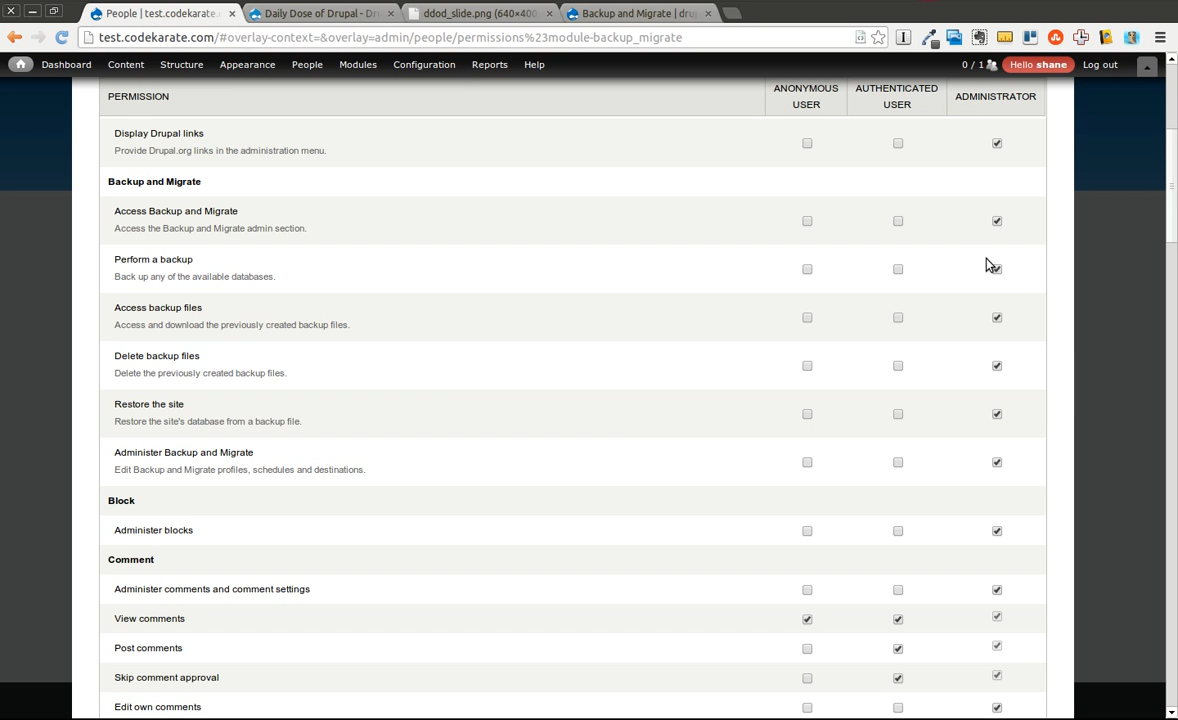 People | test.codekarate.c
Daily Dose of Drupal - Dr
ddod_slide.png (640×400
Backup and Migrate | dru
test.codekarate.com/#overlay-context=&overlay=admin/people/permissions%23module-backup_migrate
Dashboard Content Structure Appearance People Modules Configuration Reports Help 0 / 1 Hello shane Log out
PERMISSION ANONYMOUS USER AUTHENTICATED USER ADMINISTRATOR
Display Drupal links
Provide Drupal.org links in the administration menu.
Backup and Migrate
Access Backup and Migrate
Access the Backup and Migrate admin section.
Perform a backup
Back up any of the available databases.
Access backup files
Access and download the previously created backup files.
Delete backup files
Delete the previously created backup files.
Restore the site
Restore the site's database from a backup file.
Administer Backup and Migrate
Edit Backup and Migrate profiles, schedules and destinations.
Block
Administer blocks
Comment
Administer comments and comment settings
View comments
Post comments
Skip comment approval
Edit own comments